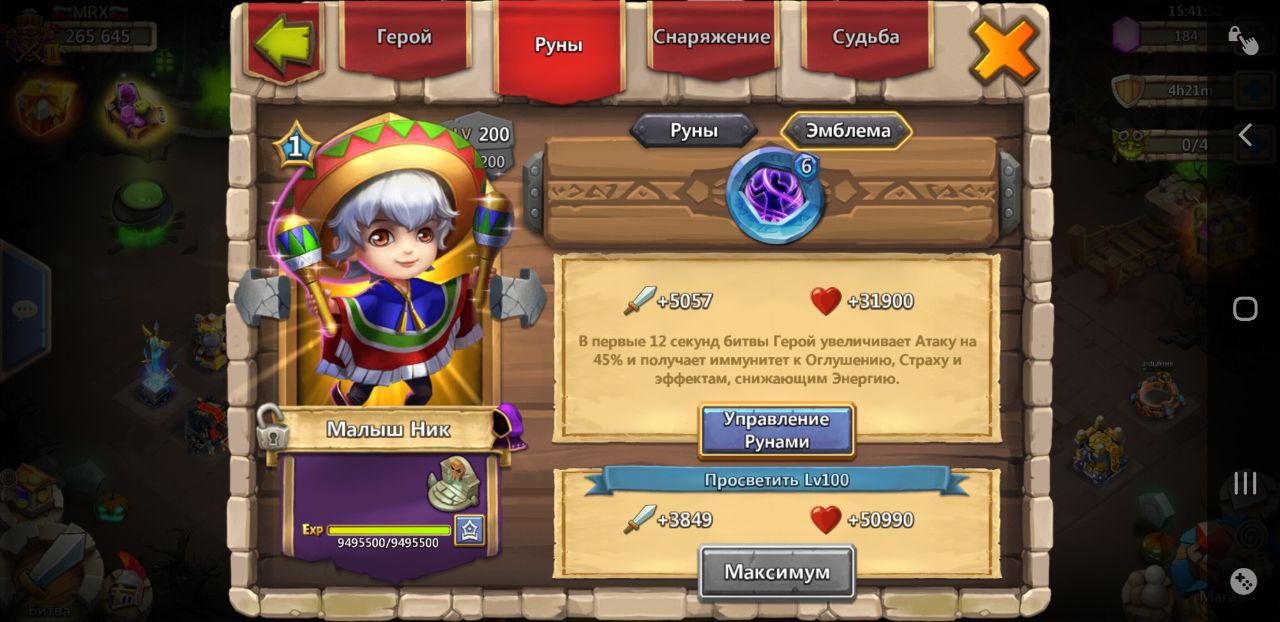 MRX
265 645
Герой
Руны
Снаряжение
Судьба
15:41:52
184
4h21m
0/4
1
LV 200
200
Руны
Эмблема
6
+5057
+31900
В первые 12 секунд битвы Герой увеличивает Атаку на
45% и получает иммунитет к Оглушению, Страху и
эффектам, снижающим Энергию.
Управление
Рунами
Малыш Ник
Просветить Lv100
Exp
9495500/9495500
+3849
+50990
Максимум
Битва